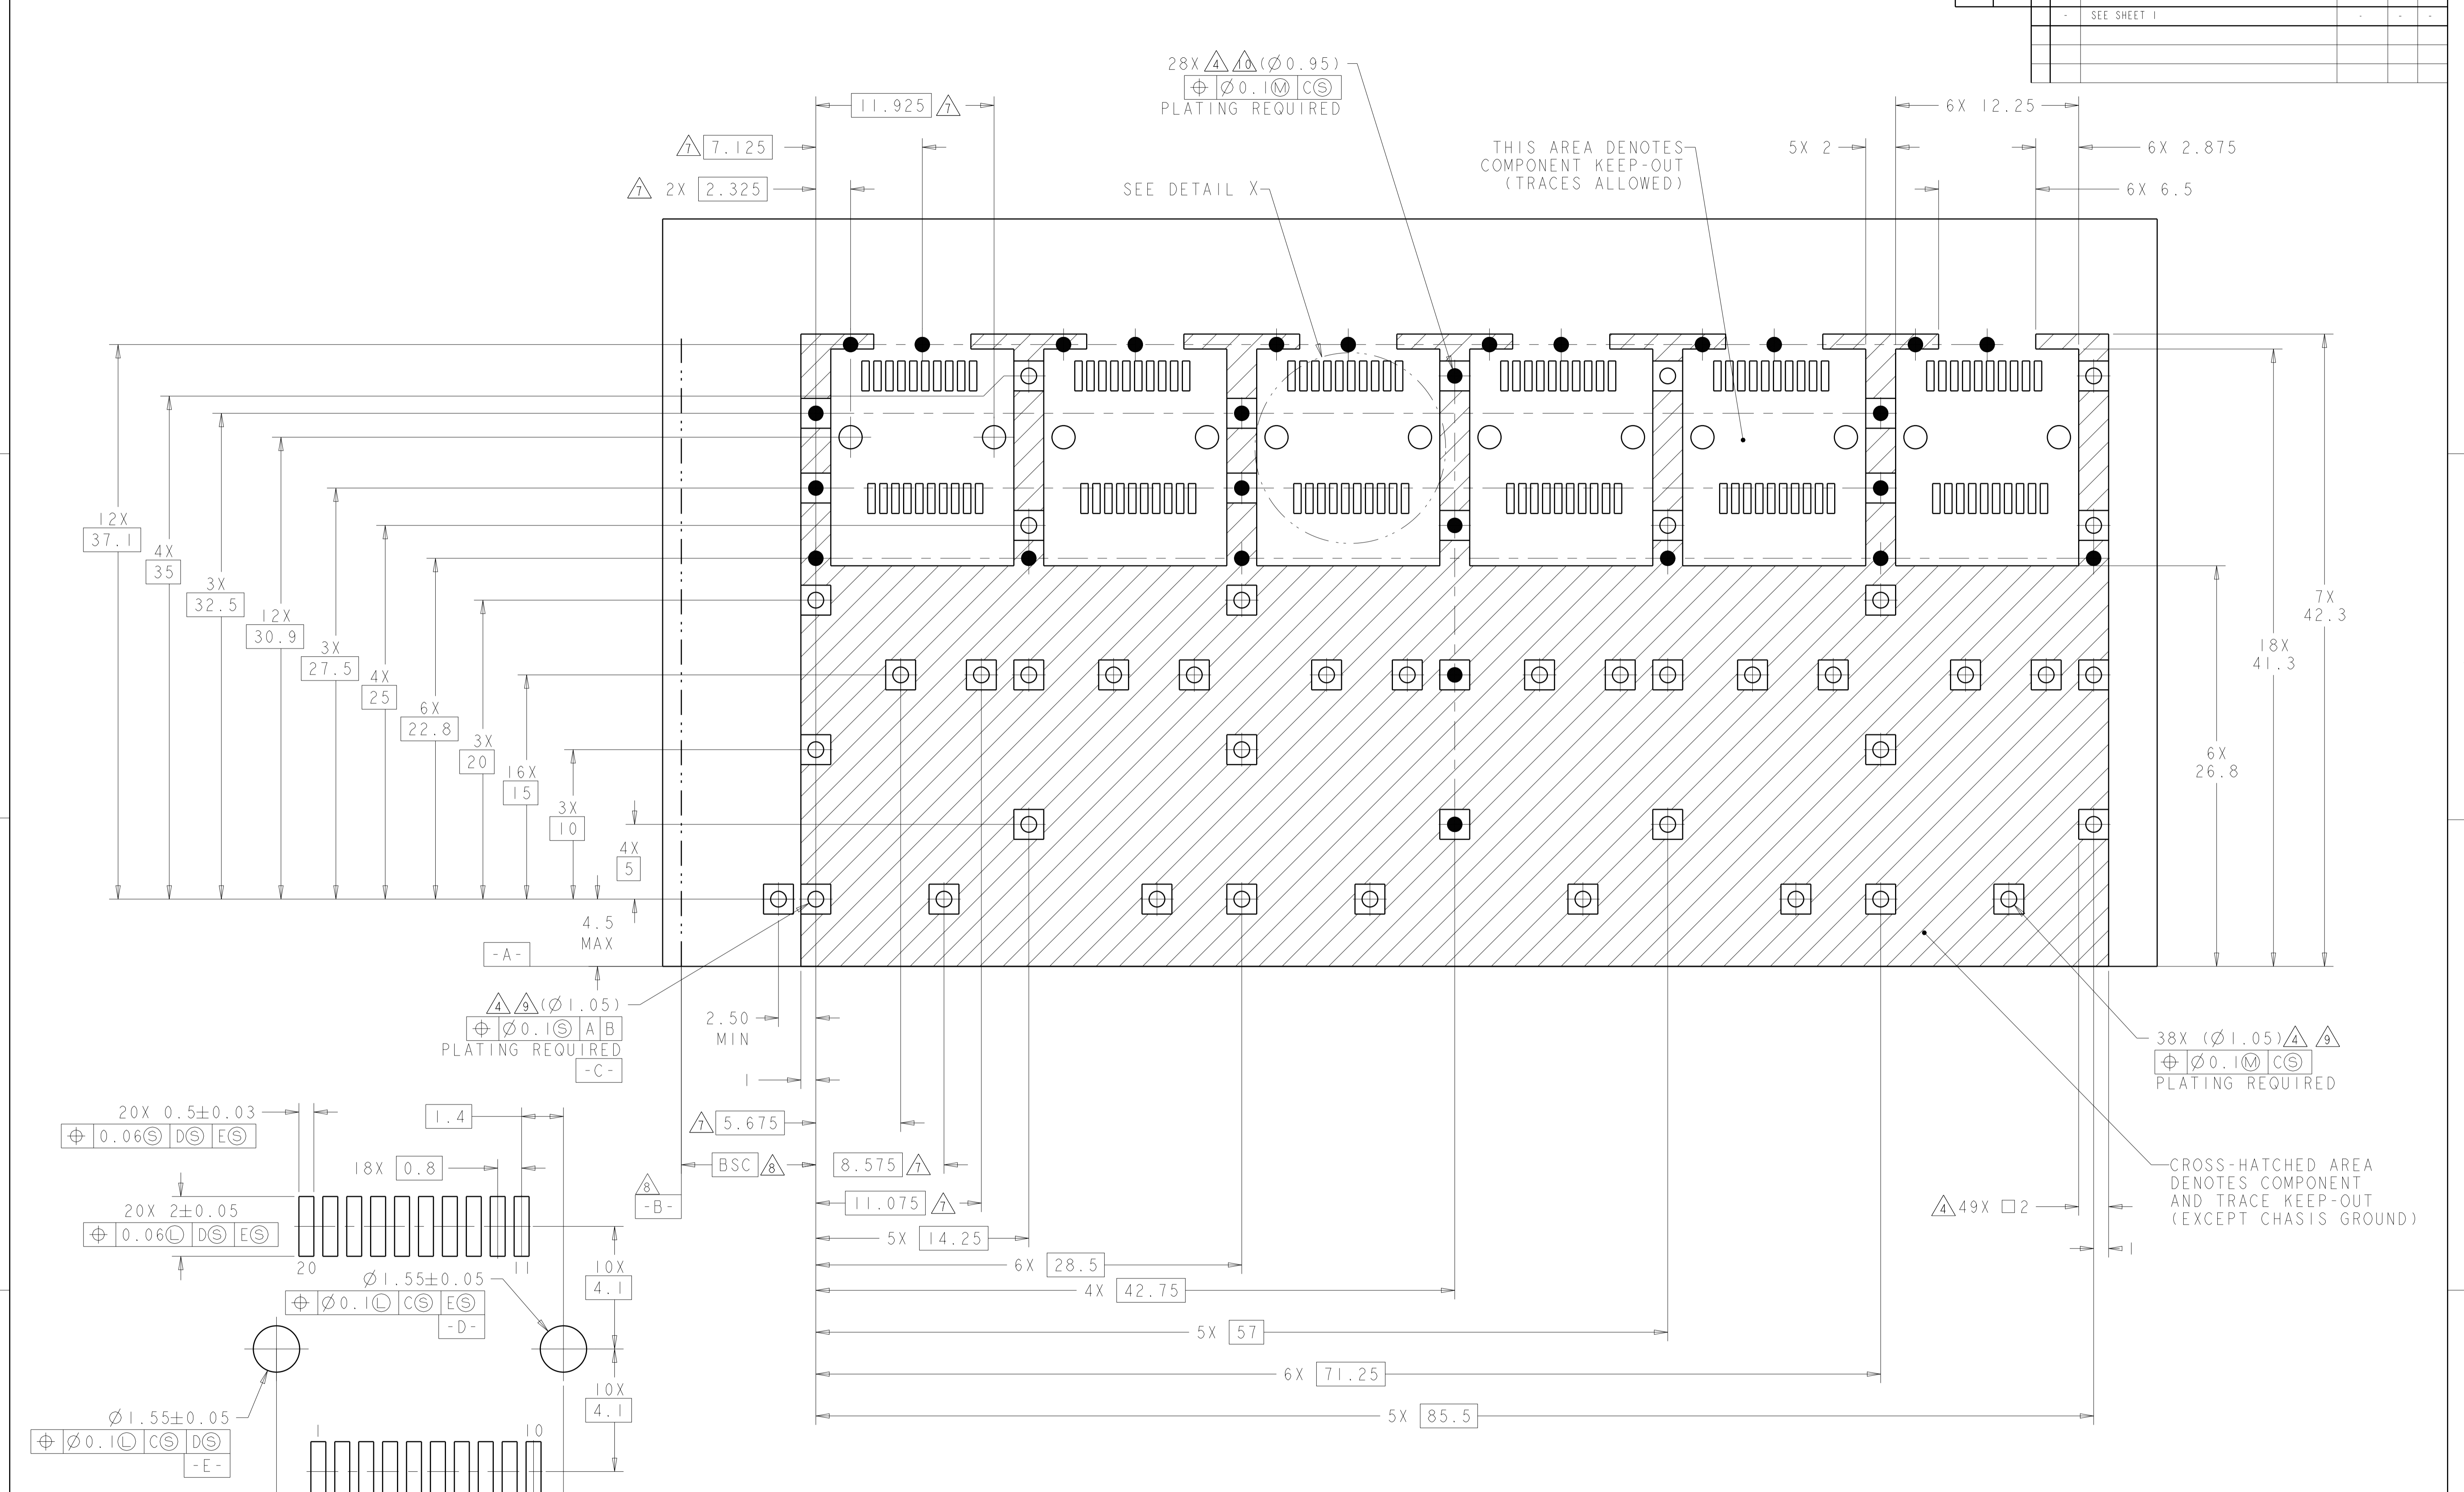 - SEE SHEET 1 - - -
28X 4 10 (Ø0.95)
⌖ Ø0.1Ⓜ CⓈ
PLATING REQUIRED
11.925 7
7 7.125
7 2X 2.325
SEE DETAIL X
THIS AREA DENOTES
COMPONENT KEEP-OUT
(TRACES ALLOWED)
6X 12.25
5X 2
6X 2.875
6X 6.5
12X
37.1
4X
35
3X
32.5
12X
30.9
3X
27.5
4X
25
6X
22.8
3X
20
16X
15
3X
10
4X
5
4.5
MAX
-A-
7X
42.3
18X
41.3
6X
26.8
4 9 (Ø1.05)
⌖ Ø0.1Ⓢ A B
PLATING REQUIRED
-C-
2.50
MIN
1
38X (Ø1.05) 4 9
⌖ Ø0.1Ⓜ CⓈ
PLATING REQUIRED
7 5.675
BSC 8
8.575 7
8
-B-
11.075 7
5X 14.25
6X 28.5
4X 42.75
5X 57
6X 71.25
5X 85.5
4 49X □2
1
CROSS-HATCHED AREA
DENOTES COMPONENT
AND TRACE KEEP-OUT
(EXCEPT CHASIS GROUND)
20X 0.5±0.03
⌖ 0.06Ⓢ DⓈ EⓈ
1.4
18X 0.8
20X 2±0.05
⌖ 0.06Ⓛ DⓈ EⓈ
20
11
10X
4.1
Ø1.55±0.05
⌖ Ø0.1Ⓛ CⓈ EⓈ
-D-
10X
4.1
Ø1.55±0.05
⌖ Ø0.1Ⓛ CⓈ DⓈ
-E-
1
10